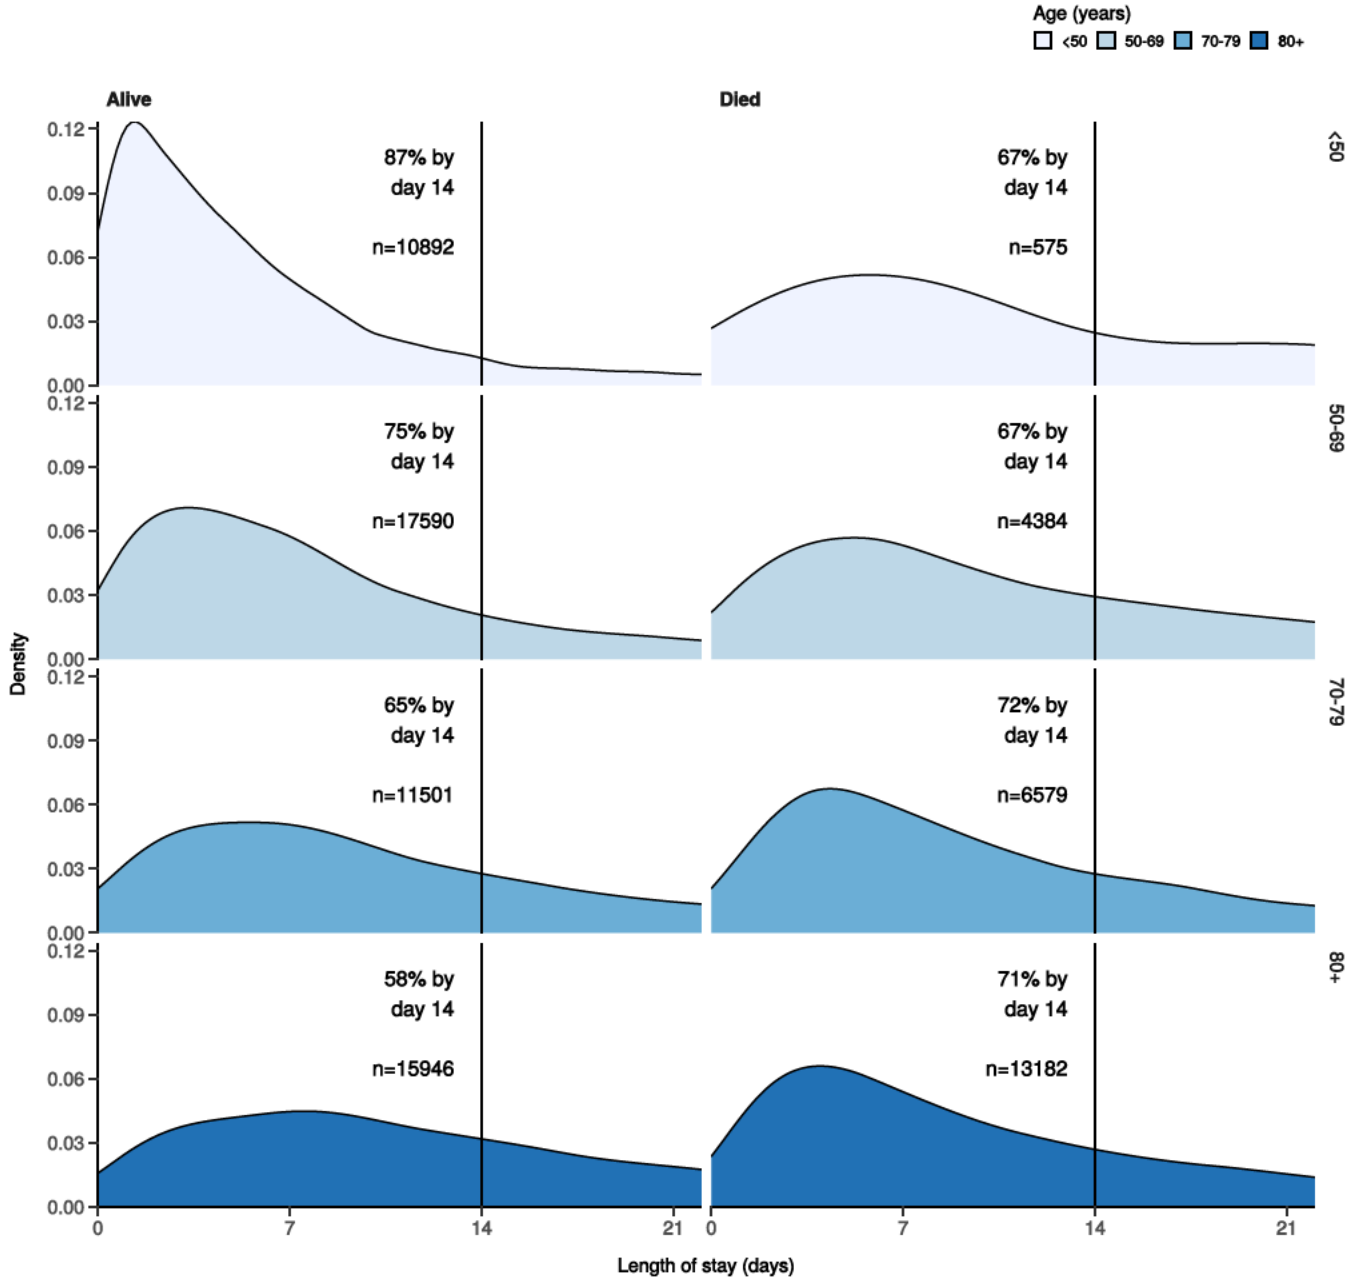 Age (years)
<50 50-69 70-79 80+
Alive
Died
0.12
0.09
0.06
0.03
0.00
87% by
day 14
n=10892
67% by
day 14
n=575
<50
0.12
0.09
0.06
0.03
0.00
75% by
day 14
n=17590
67% by
day 14
n=4384
50-69
0.12
0.09
0.06
0.03
0.00
65% by
day 14
n=11501
72% by
day 14
n=6579
70-79
0.12
0.09
0.06
0.03
0.00
58% by
day 14
n=15946
71% by
day 14
n=13182
80+
Density
0 7 14 21 0 7 14 21
Length of stay (days)